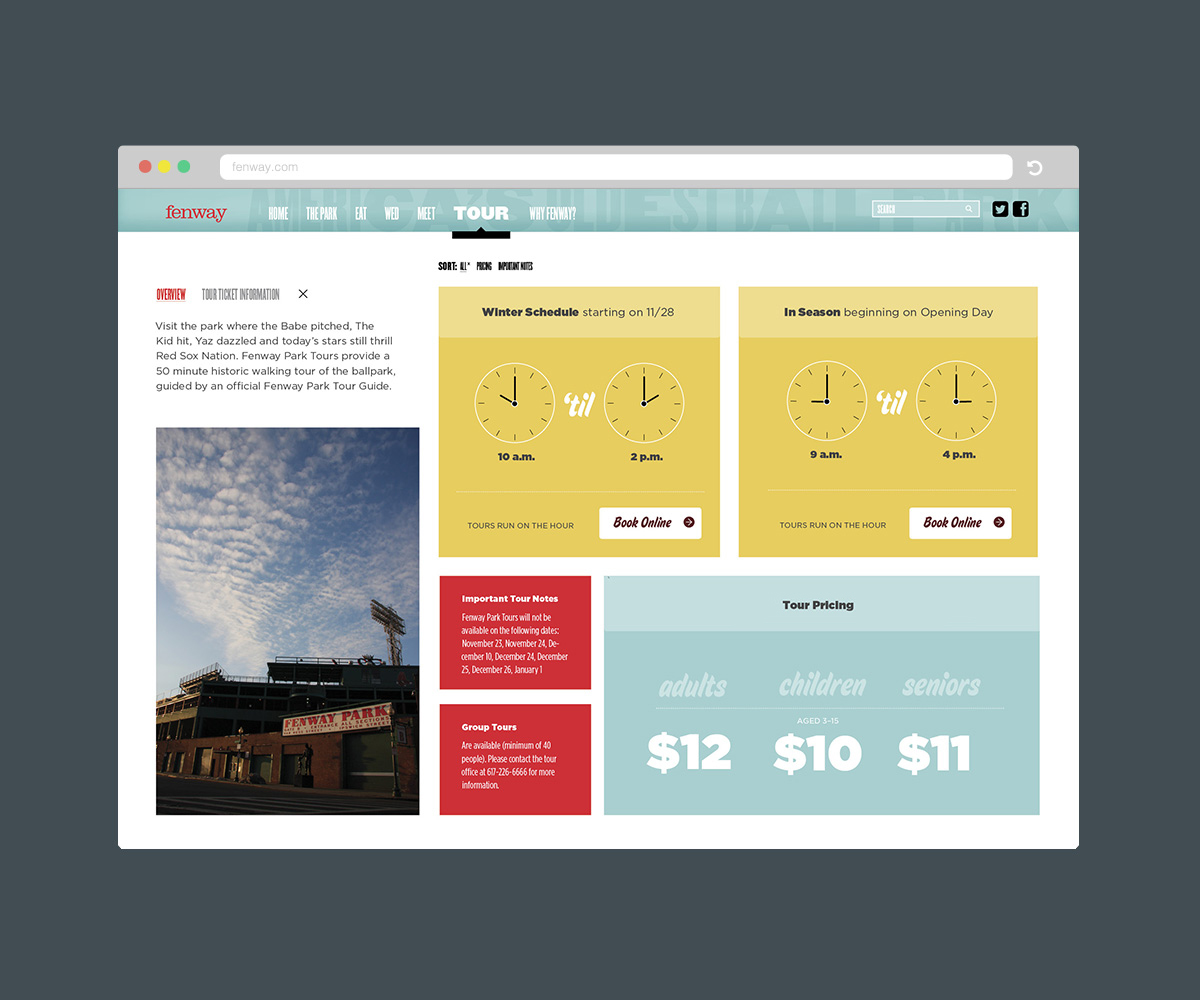 fenway.com
AMERICA'S OLDEST BALL PARK
fenway
HOME THE PARK EAT WED MEET TOUR WHY FENWAY?
SEARCH
SORT: ALL* PRICING IMPORTANT NOTES
OVERVIEW TOUR TICKET INFORMATION
Visit the park where the Babe pitched, The
Kid hit, Yaz dazzled and today's stars still thrill
Red Sox Nation. Fenway Park Tours provide a
50 minute historic walking tour of the ballpark,
guided by an official Fenway Park Tour Guide.
FENWAY PARK
Winter Schedule starting on 11/28
'til
10 a.m. 2 p.m.
TOURS RUN ON THE HOUR
Book Online
In Season beginning on Opening Day
'til
9 a.m. 4 p.m.
TOURS RUN ON THE HOUR
Book Online
Important Tour Notes
Fenway Park Tours will not be
available on the following dates:
November 23, November 24, De-
cember 10, December 24, December
25, December 26, January 1
Group Tours
Are available (minimum of 40
people). Please contact the tour
office at 617-226-6666 for more
information.
Tour Pricing
adults children seniors
AGED 3-15
$12 $10 $11